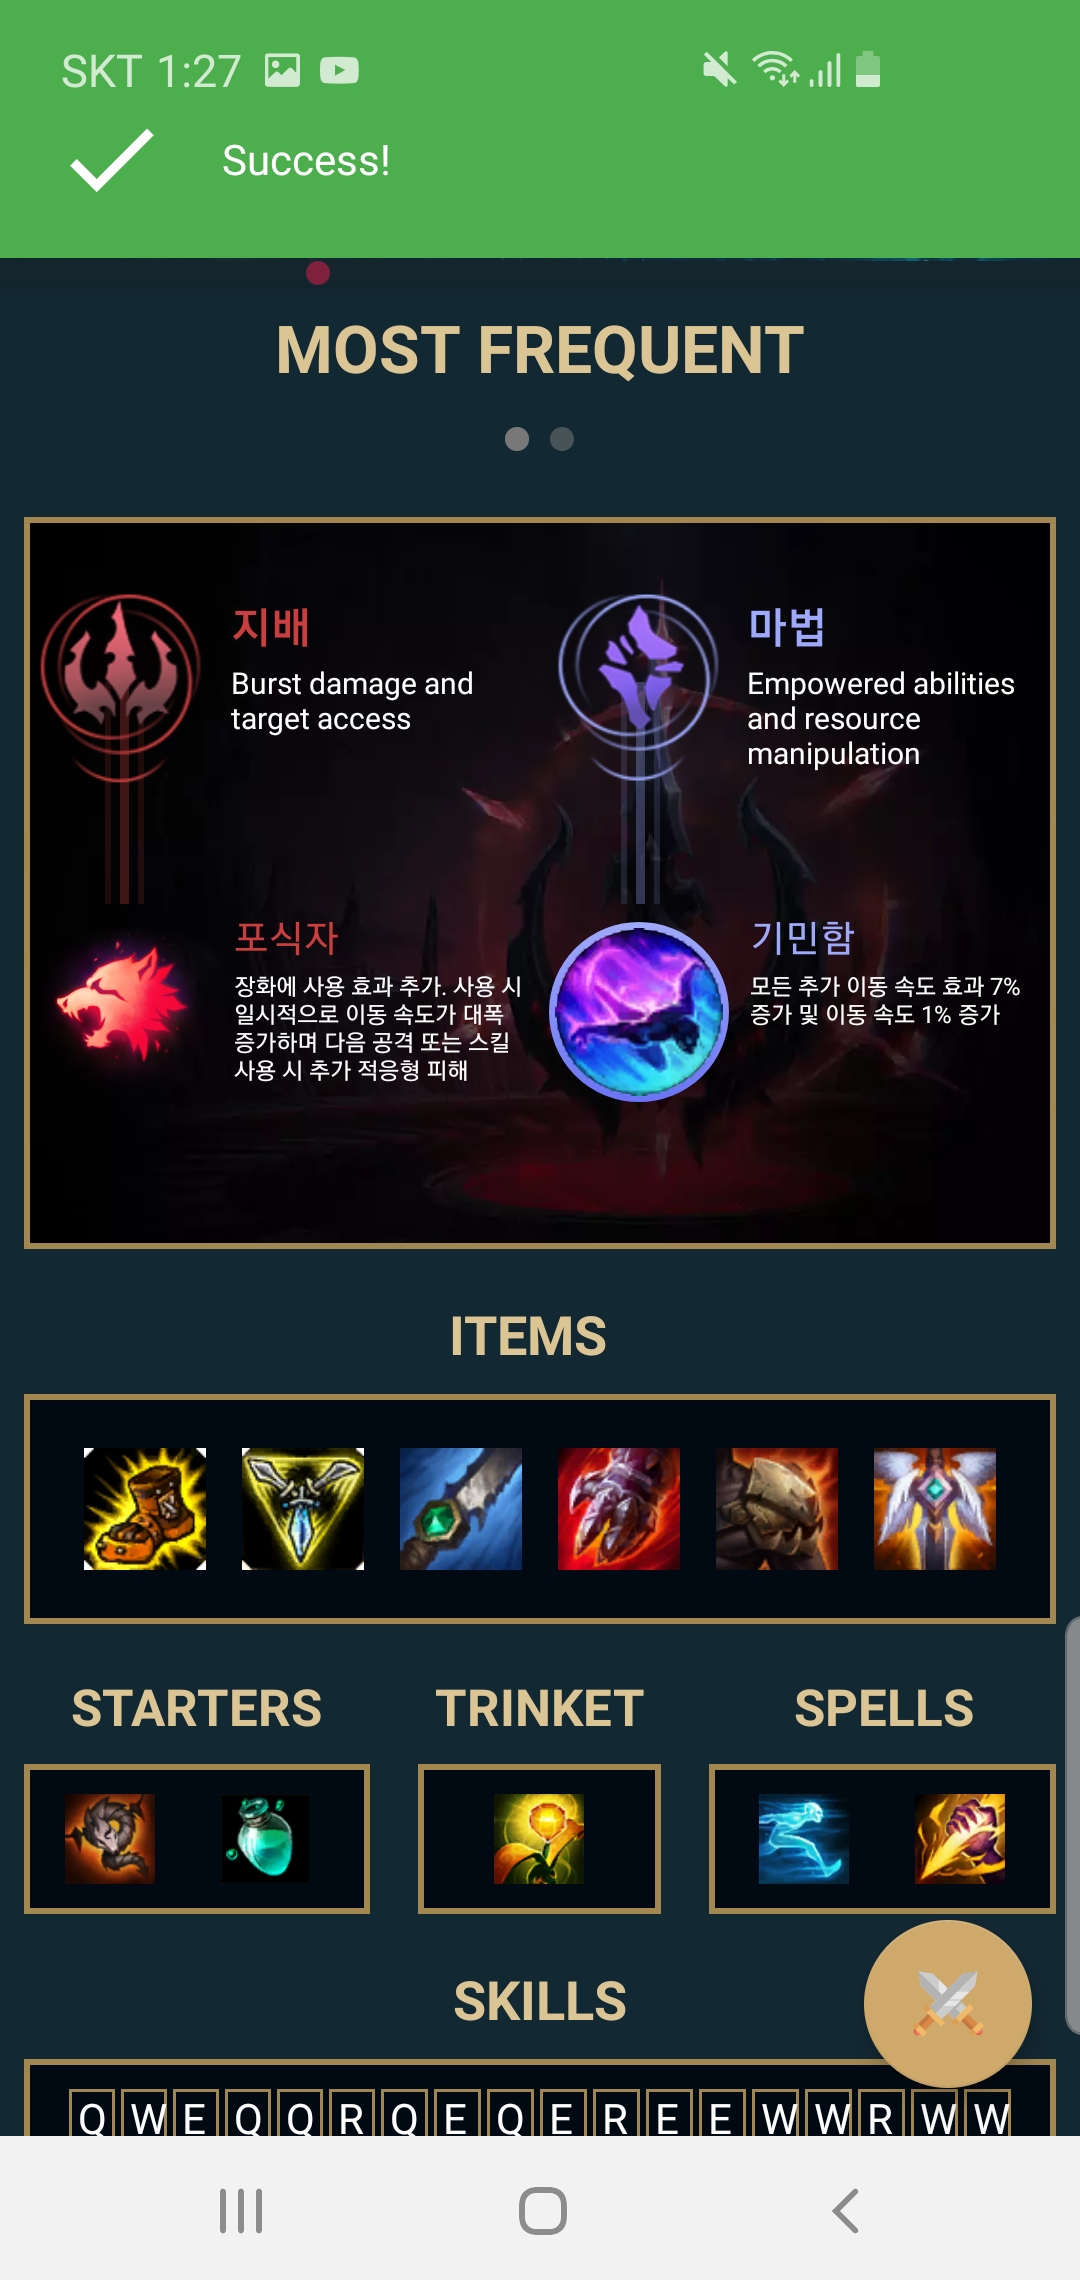 SKT 1:27
Success!
MOST FREQUENT
지배
Burst damage and
target access
마법
Empowered abilities
and resource
manipulation
포식자
장화에 사용 효과 추가. 사용 시
일시적으로 이동 속도가 대폭
증가하며 다음 공격 또는 스킬
사용 시 추가 적응형 피해
기민함
모든 추가 이동 속도 효과 7%
증가 및 이동 속도 1% 증가
ITEMS
STARTERS
TRINKET
SPELLS
SKILLS
Q W E Q Q R Q E Q E R E E W W R W W